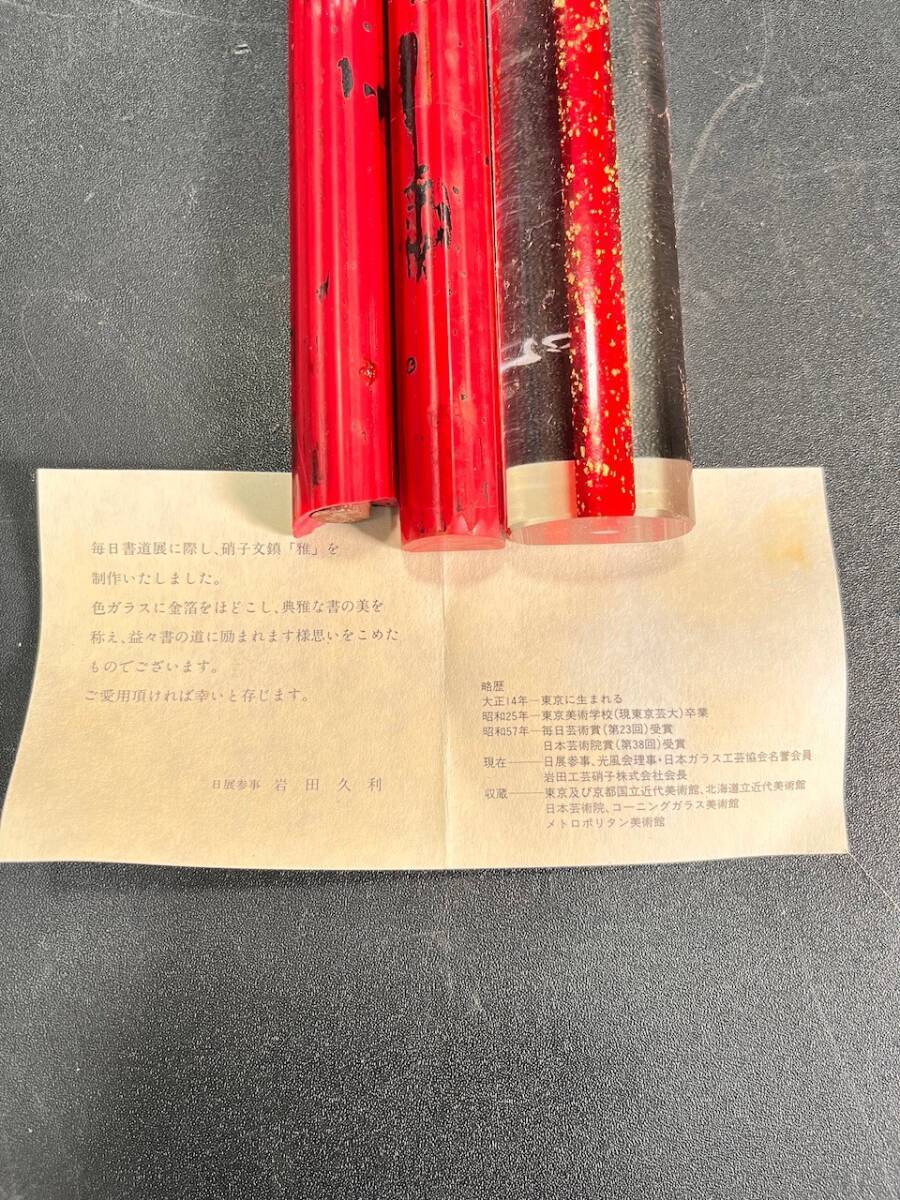 毎日書道展に際し、硝子文鎮「雅」を
制作いたしました。
色ガラスに金箔をほどこし、典雅な書の美を
称え、益々書の道に励まれます様思いをこめた
ものでございます。
ご愛用頂ければ幸いと存じます。
日展参事 岩田久利
略歴
大正14年―東京に生まれる
昭和25年―東京美術学校(現東京芸大)卒業
昭和57年―毎日芸術賞(第23回)受賞
日本芸術院賞(第38回)受賞
現在――日展参事、光風会理事・日本ガラス工芸協会名誉会員
岩田工芸硝子株式会社会長
収蔵――東京及び京都国立近代美術館、北海道立近代美術館
日本芸術院、コーニングガラス美術館
メトロポリタン美術館